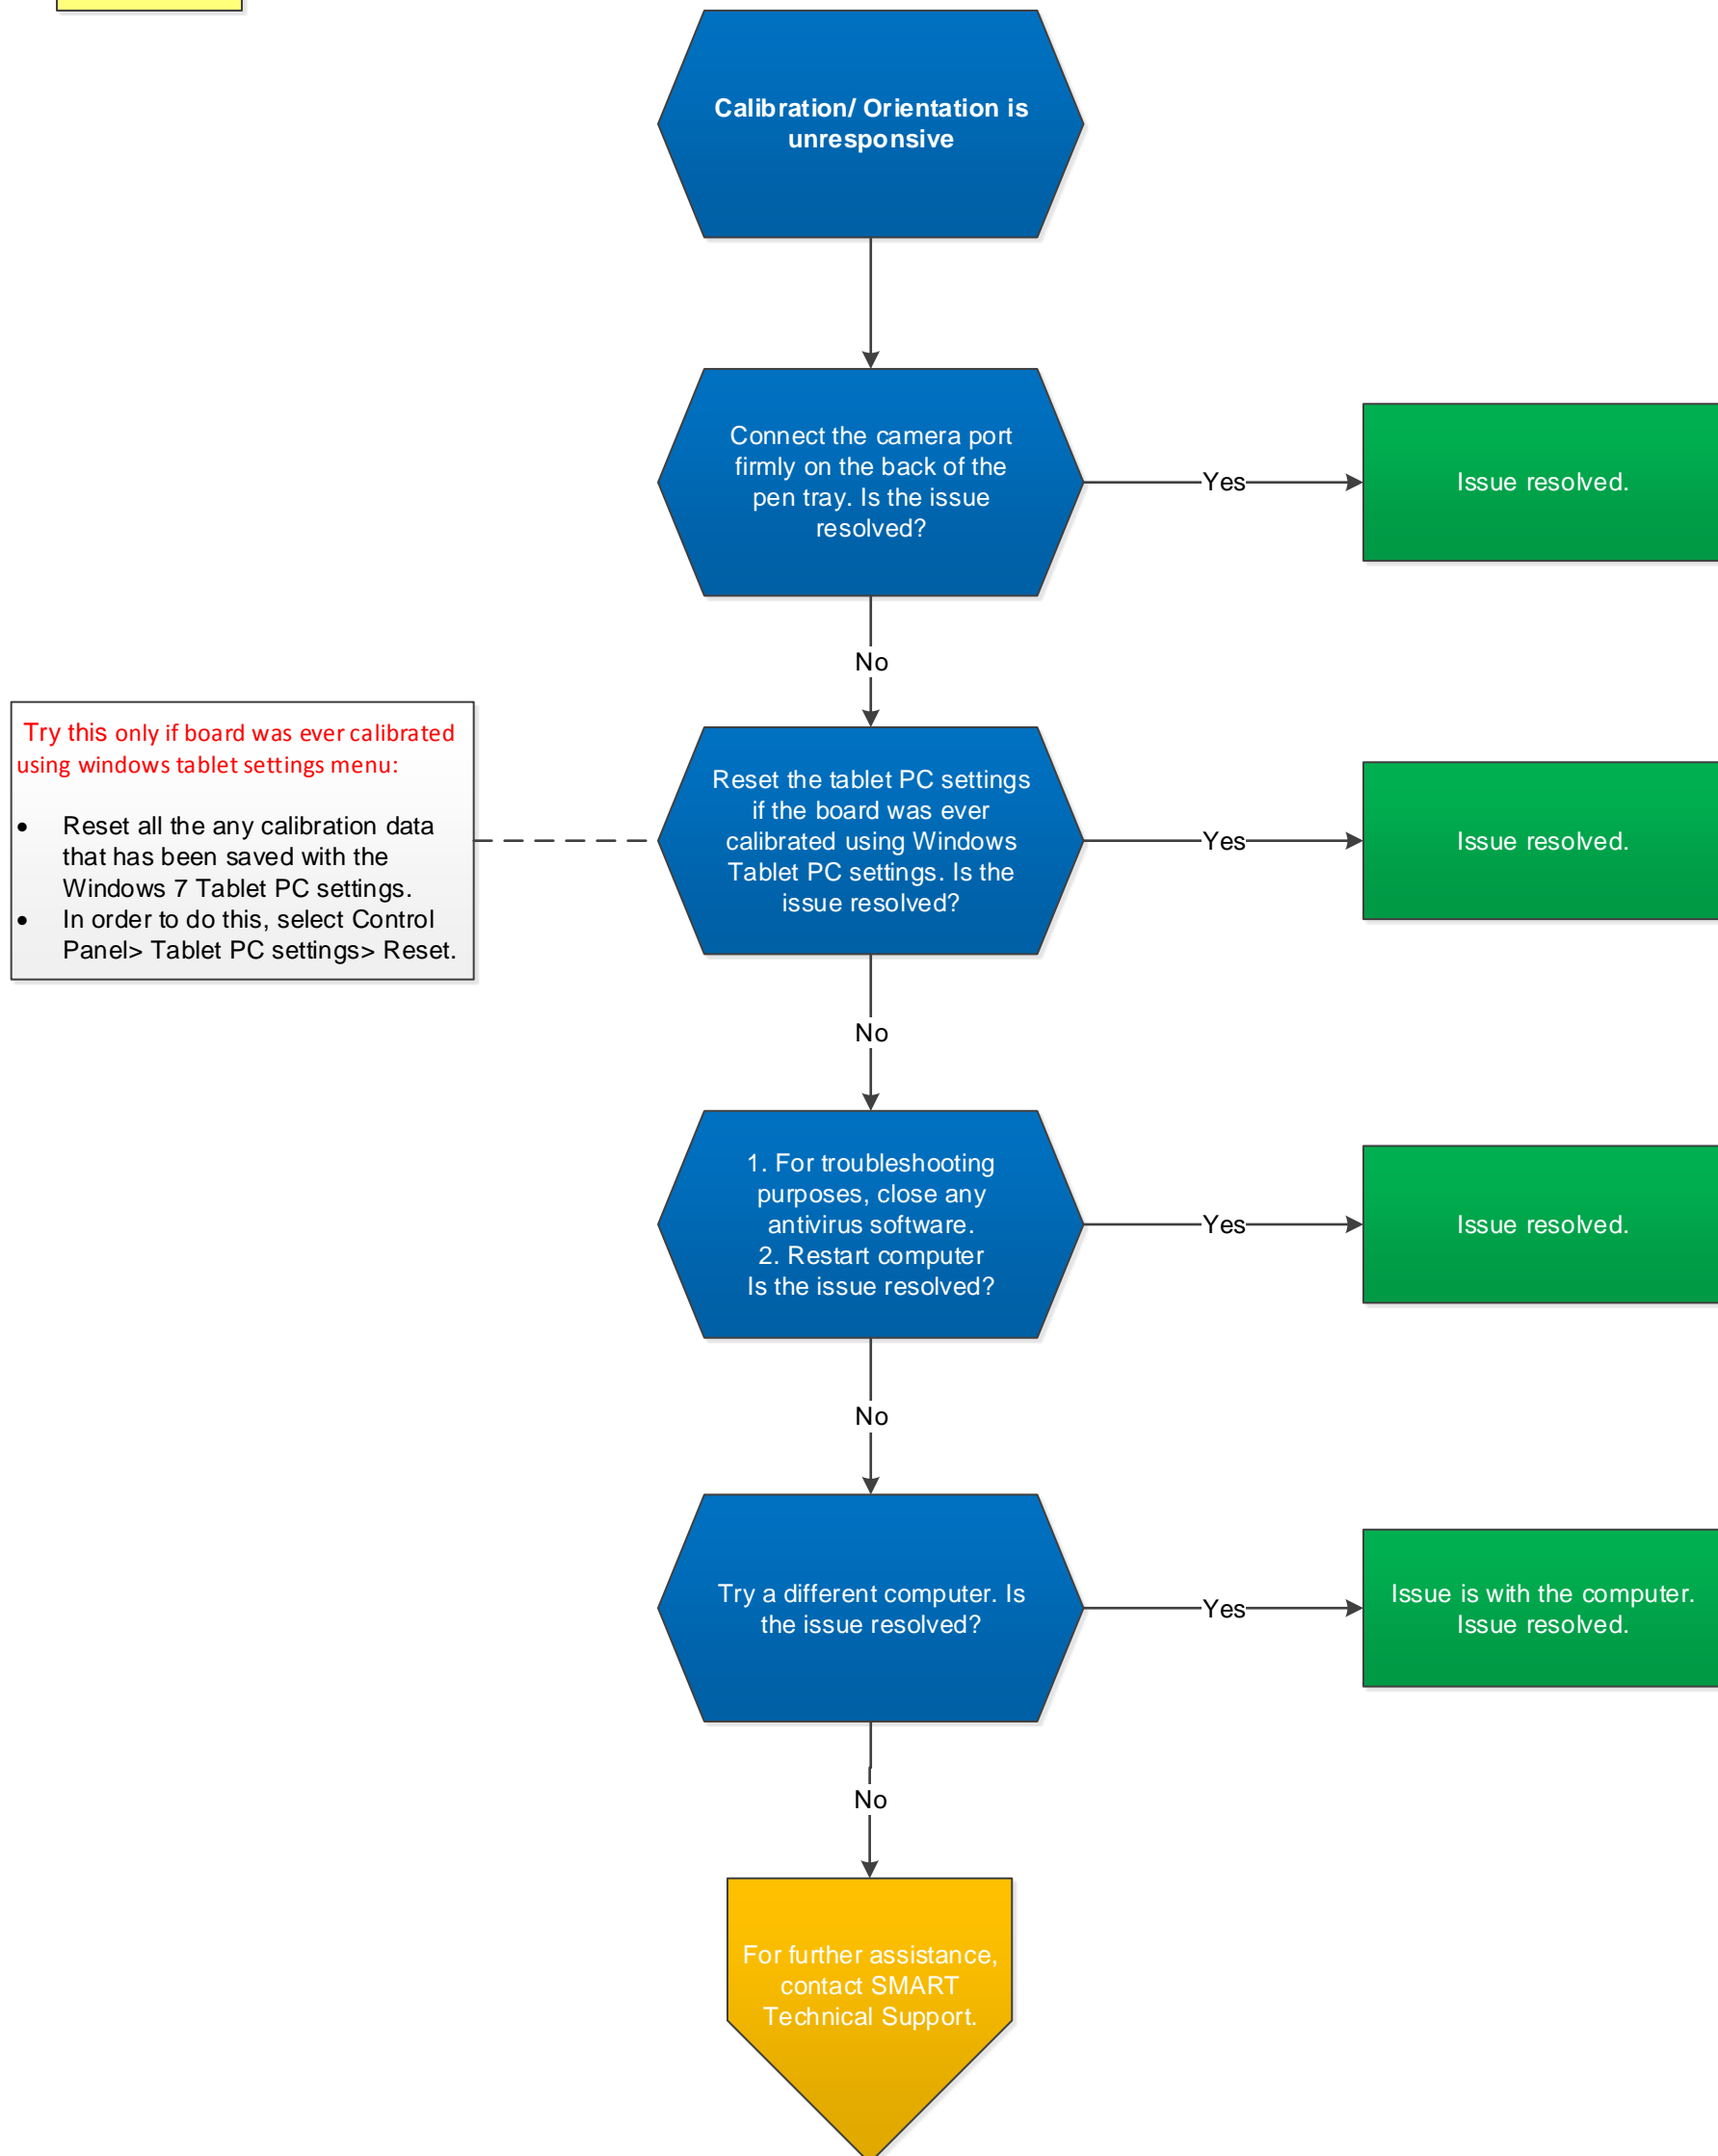 Calibration/ Orientation is
unresponsive
Connect the camera port
firmly on the back of the
pen tray. Is the issue
resolved?
Yes
Issue resolved.
No
Try this only if board was ever calibrated
using windows tablet settings menu:
• Reset all the any calibration data
that has been saved with the
Windows 7 Tablet PC settings.
• In order to do this, select Control
Panel> Tablet PC settings> Reset.
Reset the tablet PC settings
if the board was ever
calibrated using Windows
Tablet PC settings. Is the
issue resolved?
Yes
Issue resolved.
No
1. For troubleshooting
purposes, close any
antivirus software.
2. Restart computer
Is the issue resolved?
Yes
Issue resolved.
No
Try a different computer. Is
the issue resolved?
Yes
Issue is with the computer.
Issue resolved.
No
For further assistance,
contact SMART
Technical Support.